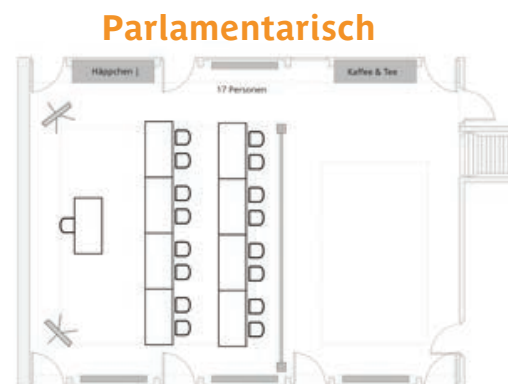 Parlamentarisch
Häppchen |
Kaffee & Tee
17 Personen